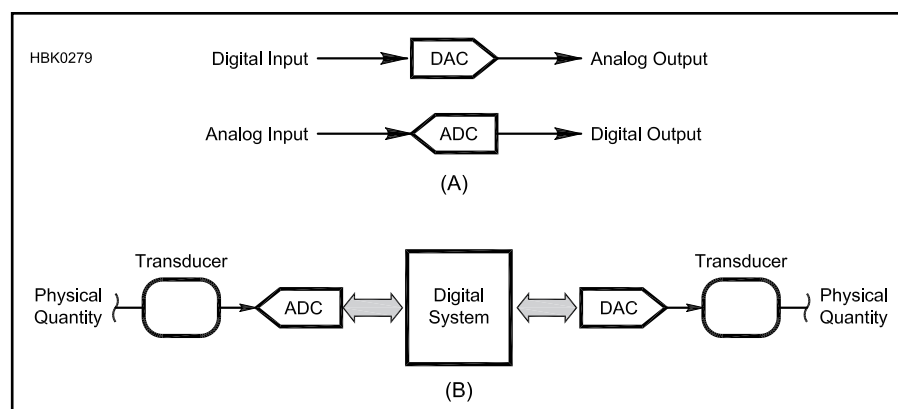 HBK0279
Digital Input DAC Analog Output
Analog Input ADC Digital Output
(A)
Transducer Transducer
Physical Quantity ADC Digital System DAC Physical Quantity
(B)